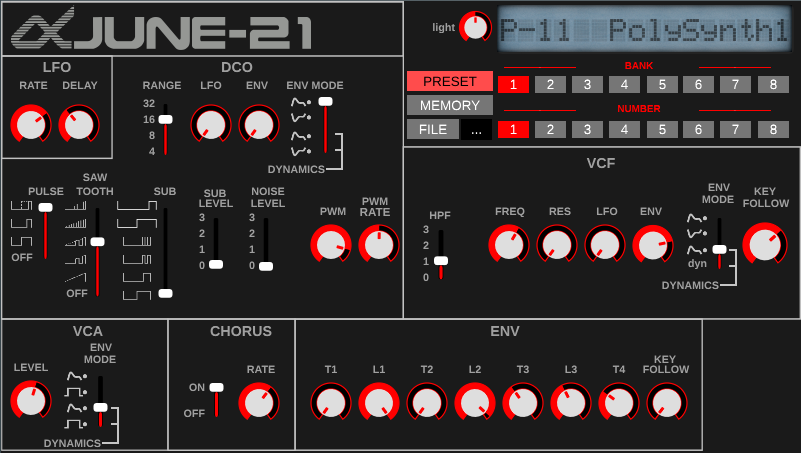 αJUNE-21
light
P-11 PolySynth1
PRESET
MEMORY
FILE ...
BANK
1 2 3 4 5 6 7 8
NUMBER
1 2 3 4 5 6 7 8
LFO
RATE DELAY
DCO
RANGE LFO ENV ENV MODE
32
16
8
4
DYNAMICS
PULSE
OFF
SAW
TOOTH
OFF
SUB
SUB
LEVEL
3
2
1
0
NOISE
LEVEL
3
2
1
0
PWM
PWM
RATE
VCF
HPF
3
2
1
0
FREQ RES LFO ENV
ENV
MODE
dyn
DYNAMICS
KEY
FOLLOW
VCA
LEVEL
ENV
MODE
DYNAMICS
CHORUS
ON
OFF
RATE
ENV
T1 L1 T2 L2 T3 L3 T4
KEY
FOLLOW